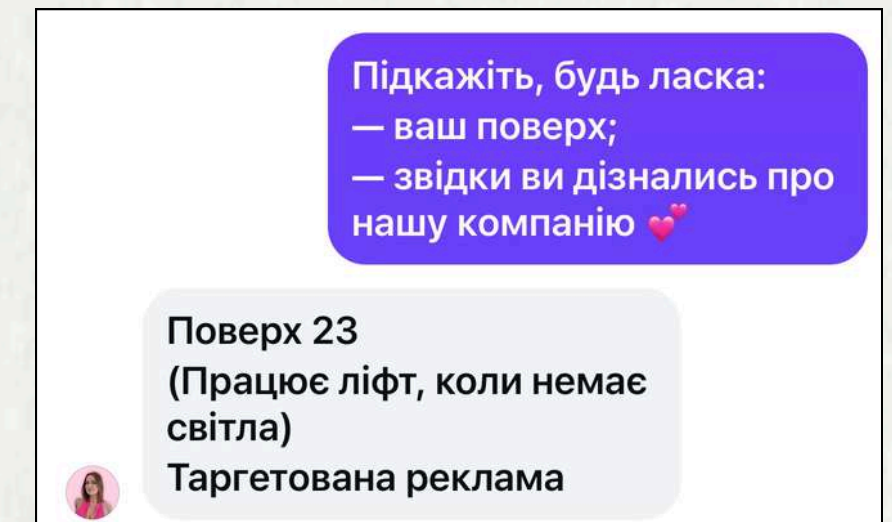 Підкажіть, будь ласка:
— ваш поверх;
— звідки ви дізнались про
нашу компанію 💕
Поверх 23
(Працює ліфт, коли немає
світла)
Таргетована реклама